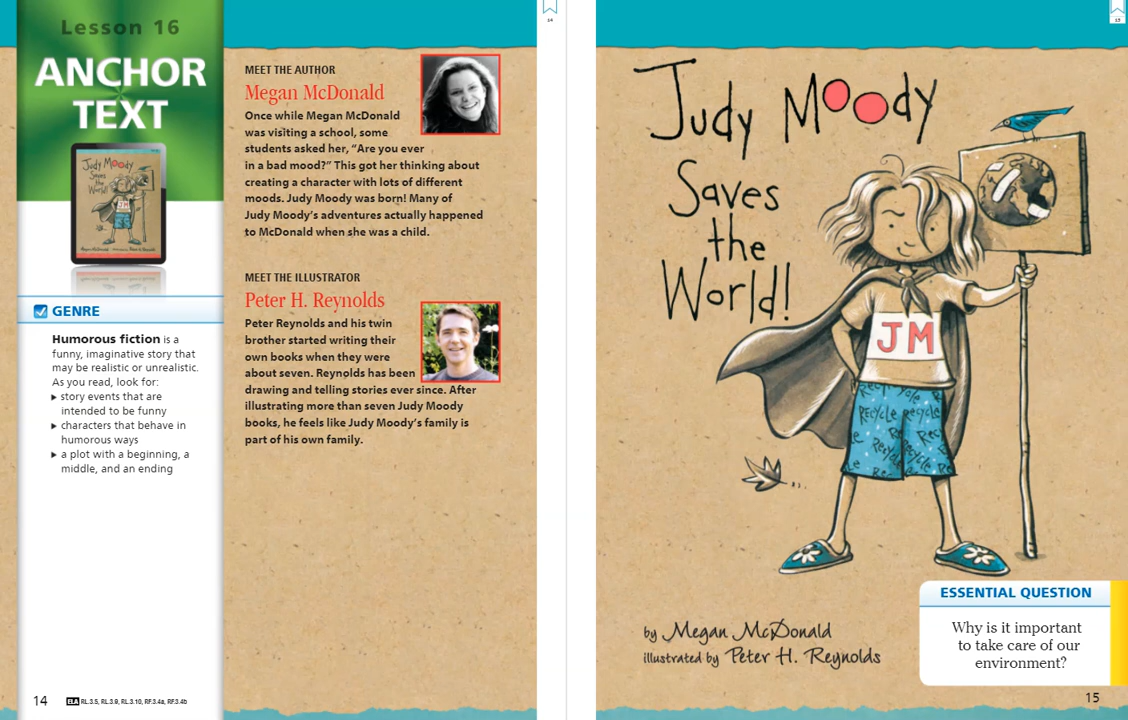 Lesson 16
ANCHOR
TEXT
Judy Moody
Saves
the
World!
JM
GENRE
Humorous fiction is a
funny, imaginative story that
may be realistic or unrealistic.
As you read, look for:
▶ story events that are
intended to be funny
▶ characters that behave in
humorous ways
▶ a plot with a beginning, a
middle, and an ending
14
ELA RL.3.5, RL.3.9, RL.3.10, RF.3.4a, RF.3.4b
MEET THE AUTHOR
Megan McDonald
Once while Megan McDonald
was visiting a school, some
students asked her, “Are you ever
in a bad mood?” This got her thinking about
creating a character with lots of different
moods. Judy Moody was born! Many of
Judy Moody’s adventures actually happened
to McDonald when she was a child.
MEET THE ILLUSTRATOR
Peter H. Reynolds
Peter Reynolds and his twin
brother started writing their
own books when they were
about seven. Reynolds has been
drawing and telling stories ever since. After
illustrating more than seven Judy Moody
books, he feels like Judy Moody’s family is
part of his own family.
14
15
Judy Moody
Saves
the
World!
JM
Recycle Recycle
Recycle
by Megan McDonald
illustrated by Peter H. Reynolds
ESSENTIAL QUESTION
Why is it important
to take care of our
environment?
15